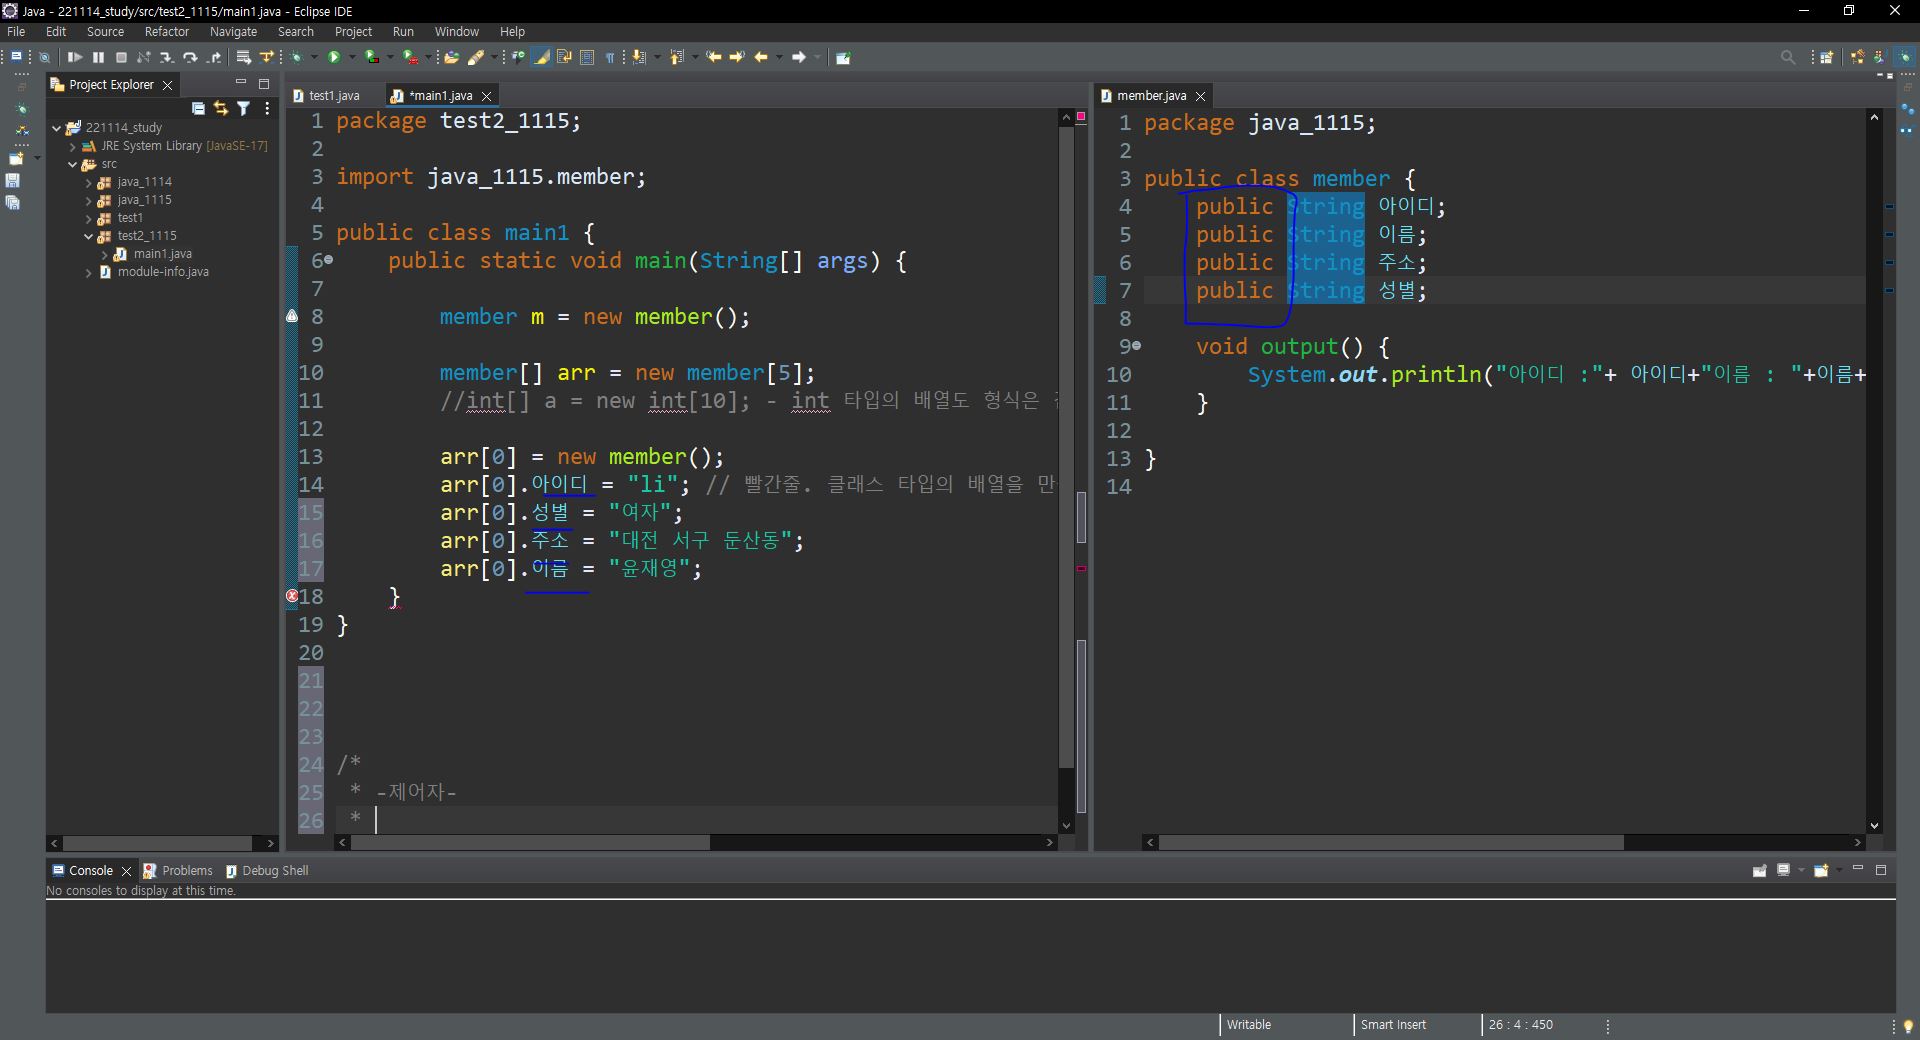 Java - 221114_study/src/test2_1115/main1.java - Eclipse IDE
File Edit Source Refactor Navigate Search Project Run Window Help
Project Explorer
221114_study
JRE System Library [JavaSE-17]
src
java_1114
java_1115
test1
test2_1115
main1.java
module-info.java
test1.java
*main1.java
1 package test2_1115;
2
3 import java_1115.member;
4
5 public class main1 {
6 public static void main(String[] args) {
7
8 member m = new member();
9
10 member[] arr = new member[5];
11 //int[] a = new int[10]; - int 타입의 배열도 형식은
12
13 arr[0] = new member();
14 arr[0].아이디 = "li"; // 빨간줄. 클래스 타입의 배열을 만
15 arr[0].성별 = "여자";
16 arr[0].주소 = "대전 서구 둔산동";
17 arr[0].이름 = "윤재영";
18 }
19 }
20
21
22
23
24 /*
25 * -제어자-
26 *
member.java
1 package java_1115;
2
3 public class member {
4 public String 아이디;
5 public String 이름;
6 public String 주소;
7 public String 성별;
8
9 void output() {
10 System.out.println("아이디 :"+ 아이디+"이름 : "+이름+
11 }
12
13 }
14
Console Problems Debug Shell
No consoles to display at this time.
Writable Smart Insert 26 : 4 : 450